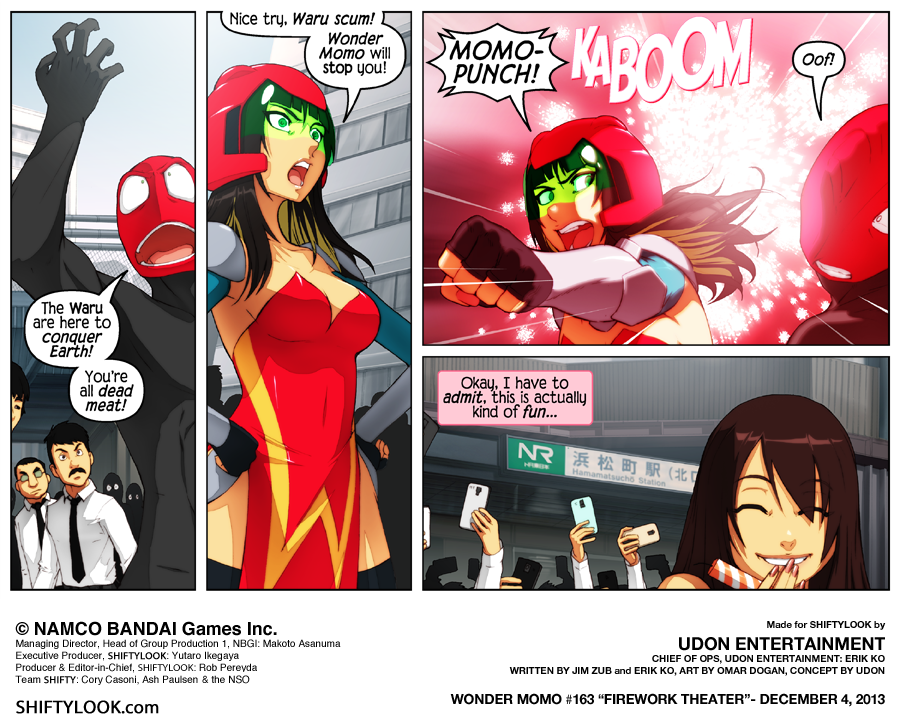 The Waru
are here to
conquer
Earth!
You're
all dead
meat!
Nice try, Waru scum!
Wonder
Momo will
stop you!
MOMO-
PUNCH!
KABOOM
Oof!
Okay, I have to
admit, this is actually
kind of fun...
NR
浜松町駅（北口
Hamamatsuchō Station
© NAMCO BANDAI Games Inc.
Managing Director, Head of Group Production 1, NBGI: Makoto Asanuma
Executive Producer, SHIFTYLOOK: Yutaro Ikegaya
Producer & Editor-in-Chief, SHIFTYLOOK: Rob Pereyda
Team SHIFTY: Cory Casoni, Ash Paulsen & the NSO
SHIFTYLOOK.com
Made for SHIFTYLOOK by
UDON ENTERTAINMENT
CHIEF OF OPS, UDON ENTERTAINMENT: ERIK KO
WRITTEN BY JIM ZUB and ERIK KO, ART BY OMAR DOGAN, CONCEPT BY UDON
WONDER MOMO #163 “FIREWORK THEATER”- DECEMBER 4, 2013